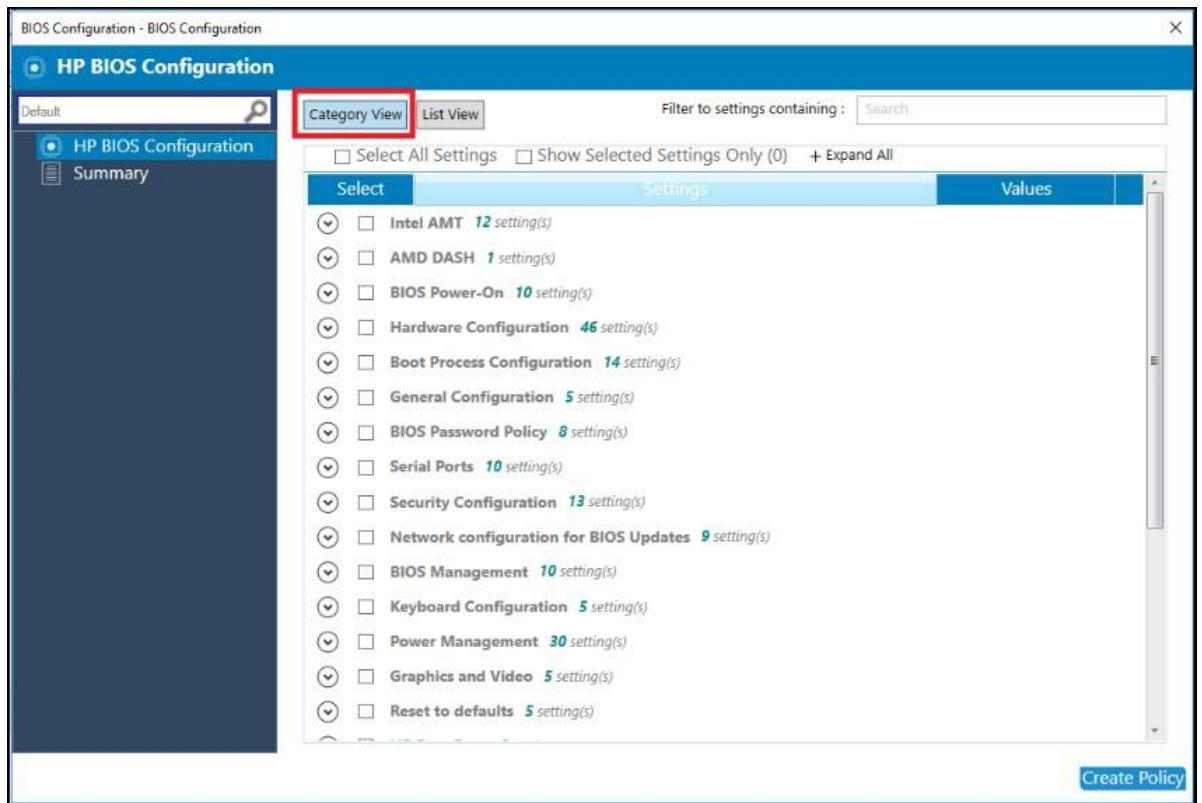 BIOS Configuration - BIOS Configuration
HP BIOS Configuration
Default
HP BIOS Configuration
Summary
Category View List View Filter to settings containing : Search
Select All Settings Show Selected Settings Only (0) + Expand All
Select Settings Values
Intel AMT 12 setting(s)
AMD DASH 1 setting(s)
BIOS Power-On 10 setting(s)
Hardware Configuration 46 setting(s)
Boot Process Configuration 14 setting(s)
General Configuration 5 setting(s)
BIOS Password Policy 8 setting(s)
Serial Ports 10 setting(s)
Security Configuration 13 setting(s)
Network configuration for BIOS Updates 9 setting(s)
BIOS Management 10 setting(s)
Keyboard Configuration 5 setting(s)
Power Management 30 setting(s)
Graphics and Video 5 setting(s)
Reset to defaults 5 setting(s)
Create Policy